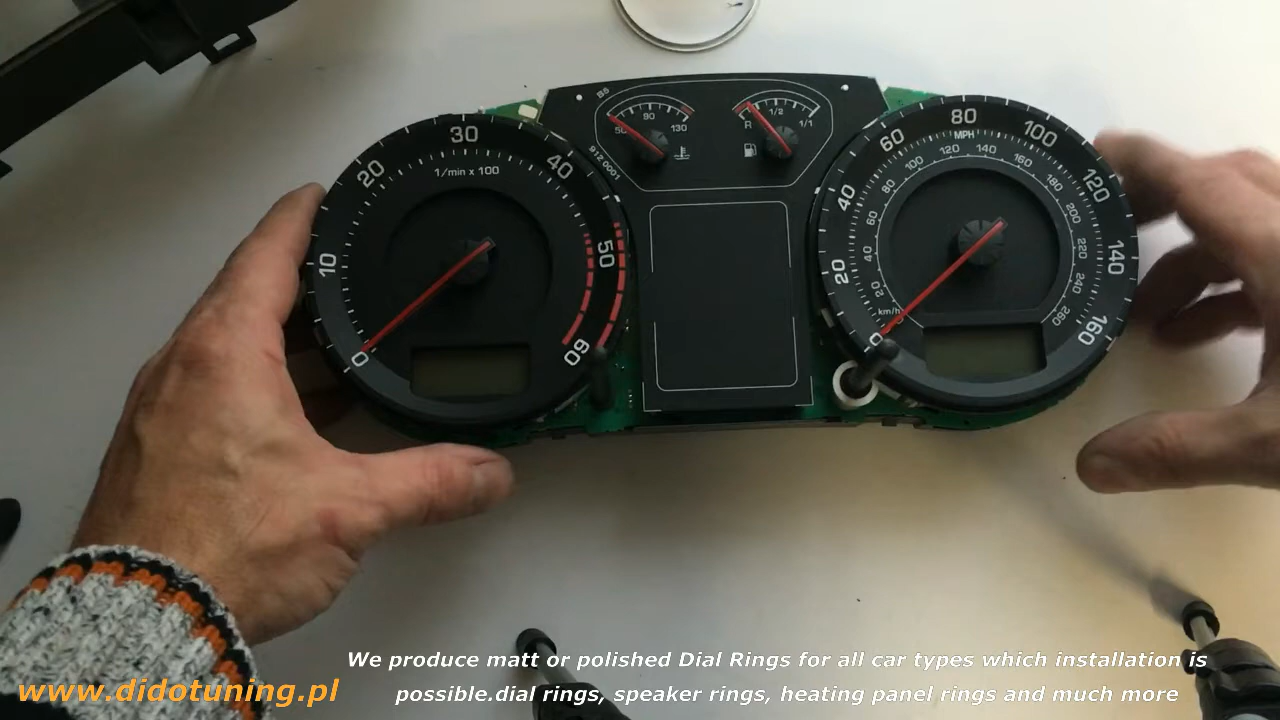 B5
912.0001
50 90 130
R 1/2 1/1
0 10 20 30 40 50 60
1/min x 100
0 20 40 60 80 100 120 140 160
MPH
20 40 60 80 100 120 140 160 180 200 220 240 260
km/h
We produce matt or polished Dial Rings for all car types which installation is
possible.dial rings, speaker rings, heating panel rings and much more
www.didotuning.pl